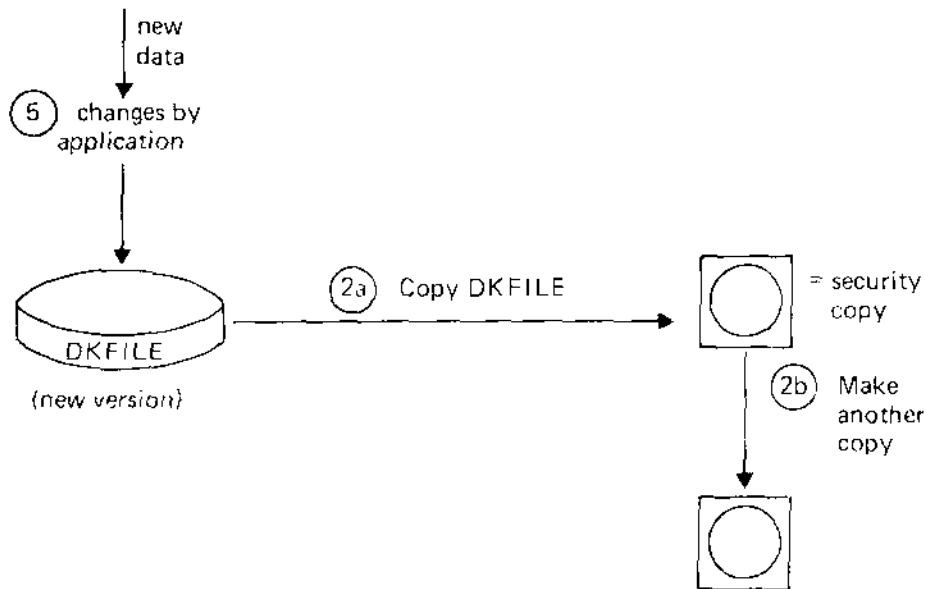 new
data
5 changes by
application
2a Copy DKFILE
= security
copy
DKFILE
(new version)
2b Make
another
copy